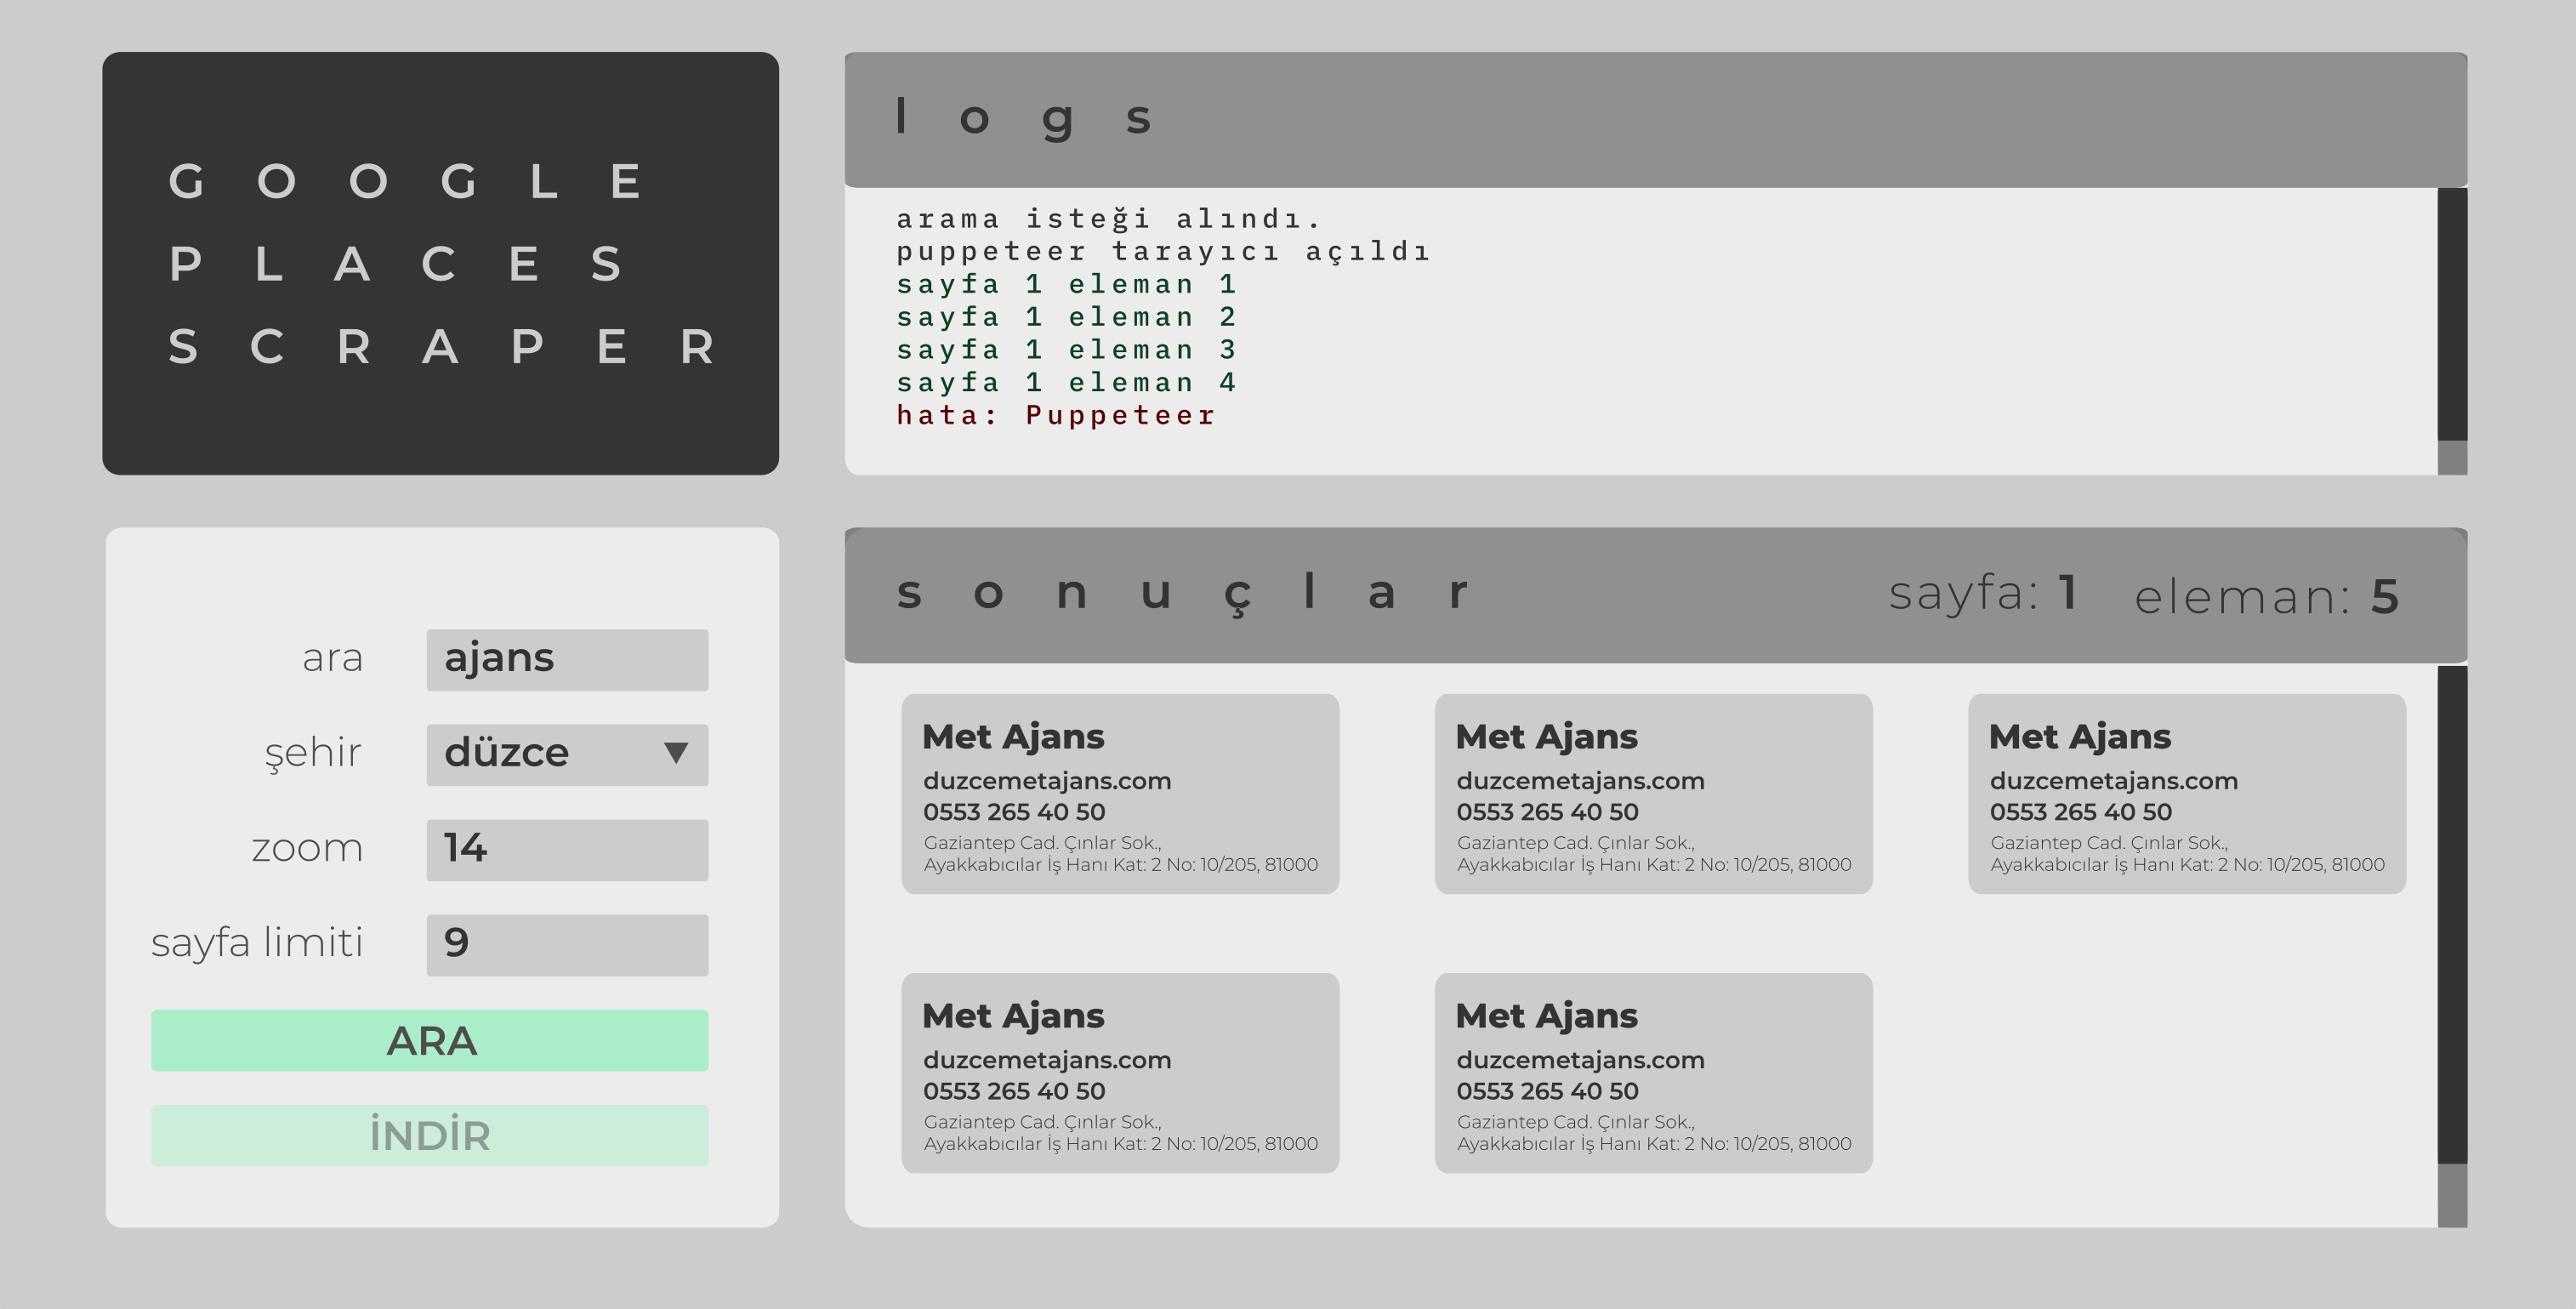 GOOGLE
PLACES
SCRAPER
logs
arama isteği alındı.
puppeteer tarayıcı açıldı
sayfa 1 eleman 1
sayfa 1 eleman 2
sayfa 1 eleman 3
sayfa 1 eleman 4
hata: Puppeteer
ara
ajans
şehir
düzce
zoom
14
sayfa limiti
9
ARA
İNDİR
sonuçlar
sayfa: 1
eleman: 5
Met Ajans
duzcemetajans.com
0553 265 40 50
Gaziantep Cad. Çınlar Sok.,
Ayakkabıcılar İş Hanı Kat: 2 No: 10/205, 81000
Met Ajans
duzcemetajans.com
0553 265 40 50
Gaziantep Cad. Çınlar Sok.,
Ayakkabıcılar İş Hanı Kat: 2 No: 10/205, 81000
Met Ajans
duzcemetajans.com
0553 265 40 50
Gaziantep Cad. Çınlar Sok.,
Ayakkabıcılar İş Hanı Kat: 2 No: 10/205, 81000
Met Ajans
duzcemetajans.com
0553 265 40 50
Gaziantep Cad. Çınlar Sok.,
Ayakkabıcılar İş Hanı Kat: 2 No: 10/205, 81000
Met Ajans
duzcemetajans.com
0553 265 40 50
Gaziantep Cad. Çınlar Sok.,
Ayakkabıcılar İş Hanı Kat: 2 No: 10/205, 81000